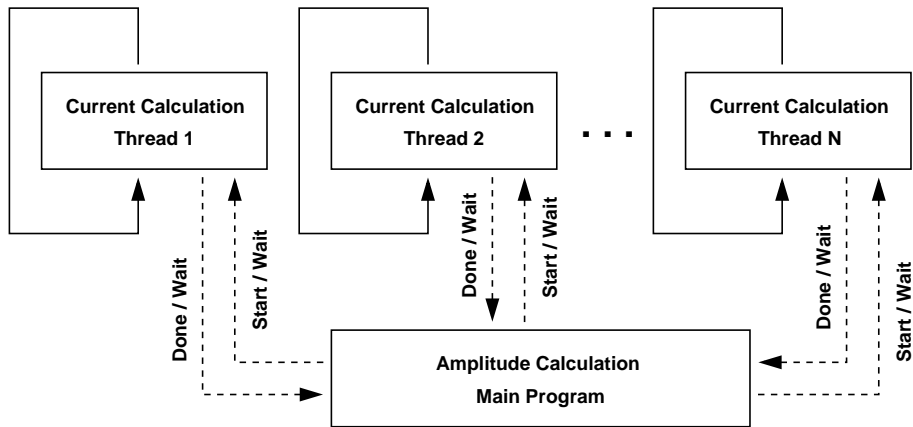 Current Calculation
Thread 1
Current Calculation
Thread 2
. . .
Current Calculation
Thread N
Done / Wait
Start / Wait
Done / Wait
Start / Wait
Done / Wait
Start / Wait
Amplitude Calculation
Main Program